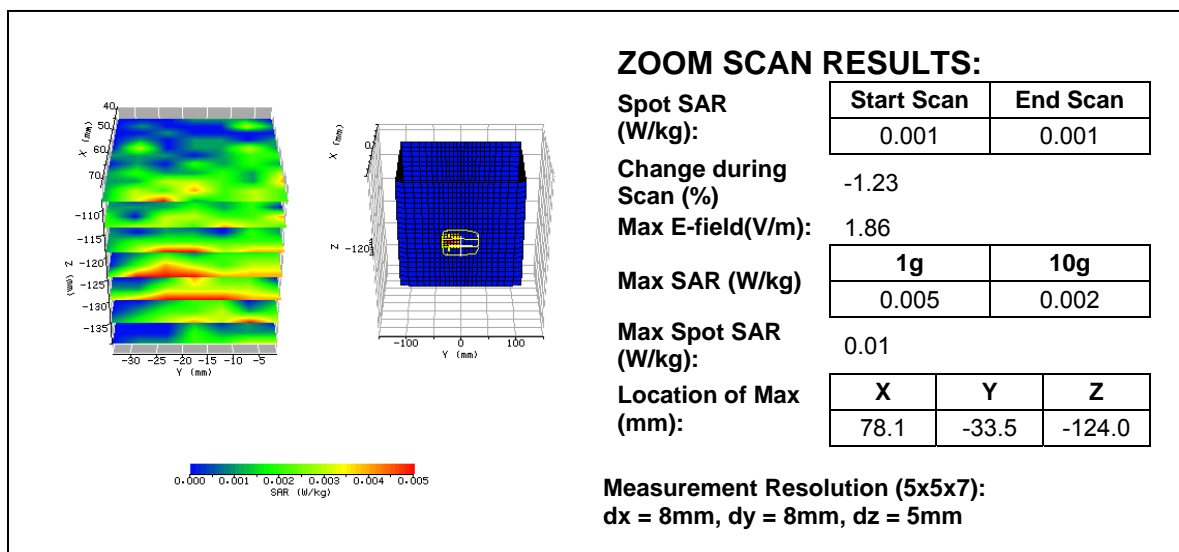 ZOOM SCAN RESULTS:
Spot SAR
(W/kg):
Start Scan End Scan
0.001 0.001
Change during
Scan (%)
-1.23
Max E-field(V/m): 1.86
Max SAR (W/kg)
1g 10g
0.005 0.002
Max Spot SAR
(W/kg):
0.01
Location of Max
(mm):
X Y Z
78.1 -33.5 -124.0
Measurement Resolution (5x5x7):
dx = 8mm, dy = 8mm, dz = 5mm
40
50
60
70
X (mm)
-110
-115
-120
-125
-130
-135
Z (mm)
-30 -25 -20 -15 -10 -5
Y (mm)
X (mm)
0
Z
-120
-100 0 100
Y (mm)
0.000 0.001 0.002 0.003 0.004 0.005
SAR (W/kg)